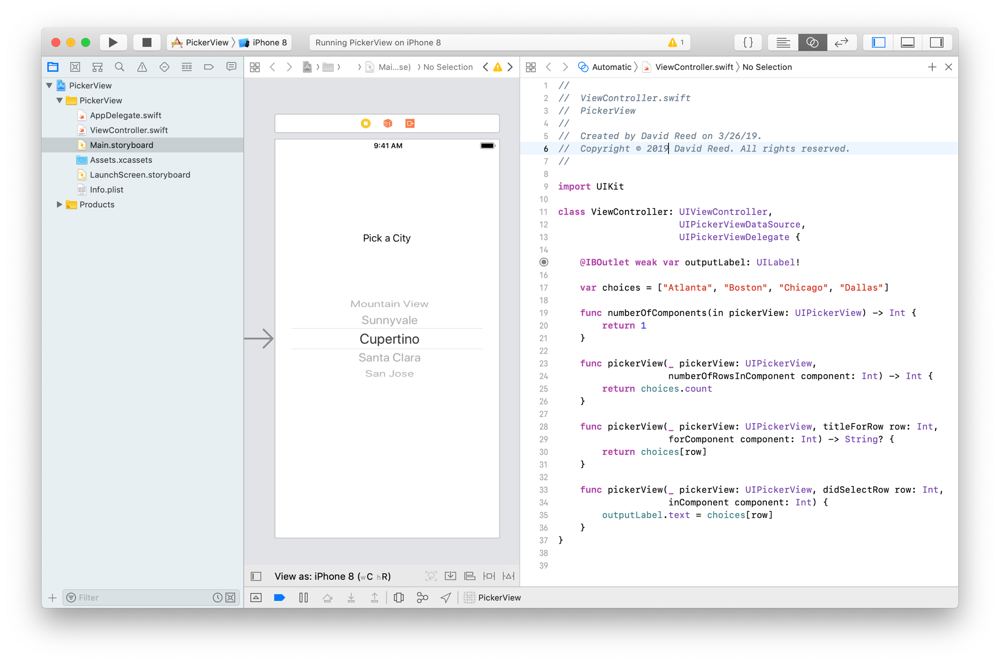 PickerView iPhone 8
Running PickerView on iPhone 8
1
{}
Mai...se) No Selection
Automatic ViewController.swift No Selection
PickerView
PickerView
AppDelegate.swift
ViewController.swift
Main.storyboard
Assets.xcassets
LaunchScreen.storyboard
Info.plist
Products
Filter
9:41 AM
Pick a City
Mountain View
Sunnyvale
Cupertino
Santa Clara
San Jose
View as: iPhone 8 (wC hR)
PickerView
1 //
2 //  ViewController.swift
3 //  PickerView
4 //
5 //  Created by David Reed on 3/26/19.
6 //  Copyright © 2019 David Reed. All rights reserved.
7 //
8
9 import UIKit
10
11 class ViewController: UIViewController,
12                       UIPickerViewDataSource,
13                       UIPickerViewDelegate {
14
    @IBOutlet weak var outputLabel: UILabel!
16
17     var choices = ["Atlanta", "Boston", "Chicago", "Dallas"]
18
19     func numberOfComponents(in pickerView: UIPickerView) -> Int {
20         return 1
21     }
22
23     func pickerView(_ pickerView: UIPickerView,
24                     numberOfRowsInComponent component: Int) -> Int {
25         return choices.count
26     }
27
28     func pickerView(_ pickerView: UIPickerView, titleForRow row: Int,
29                     forComponent component: Int) -> String? {
30         return choices[row]
31     }
32
33     func pickerView(_ pickerView: UIPickerView, didSelectRow row: Int,
34                     inComponent component: Int) {
35         outputLabel.text = choices[row]
36     }
37 }
38
39